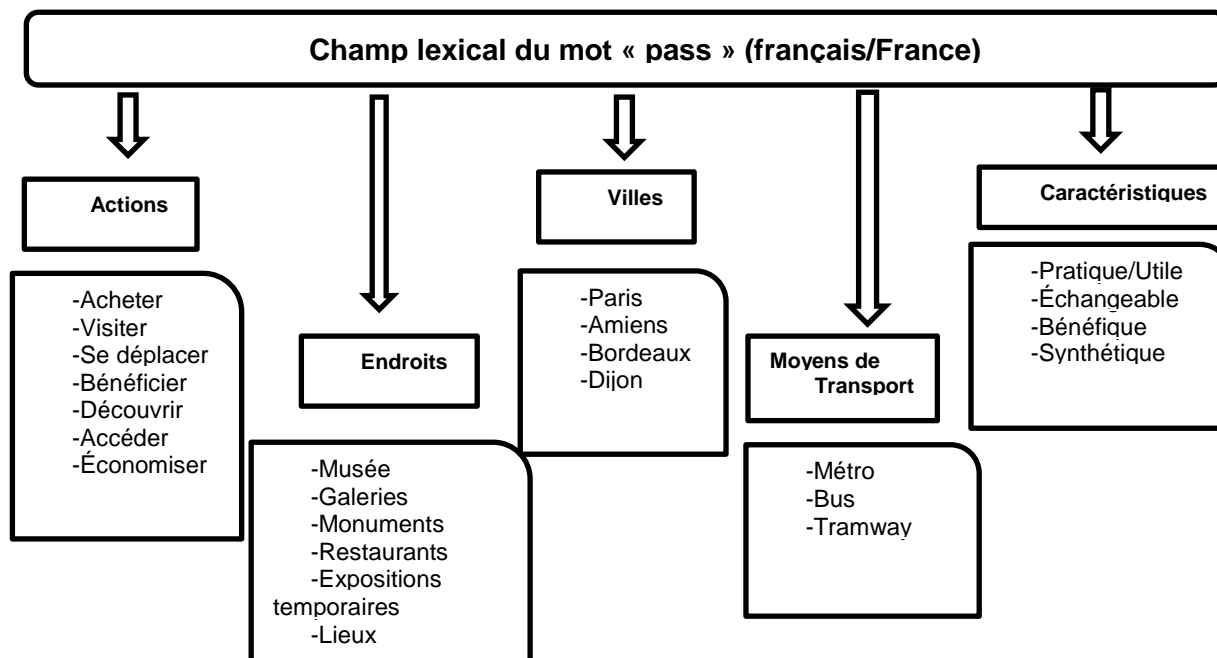 Champ lexical du mot « pass » (français/France)
Actions
-Acheter
-Visiter
-Se déplacer
-Bénéficier
-Découvrir
-Accéder
-Économiser
Endroits
-Musée
-Galeries
-Monuments
-Restaurants
-Expositions
temporaires
-Lieux
Villes
-Paris
-Amiens
-Bordeaux
-Dijon
Moyens de
Transport
-Métro
-Bus
-Tramway
Caractéristiques
-Pratique/Utile
-Échangeable
-Bénéfique
-Synthétique